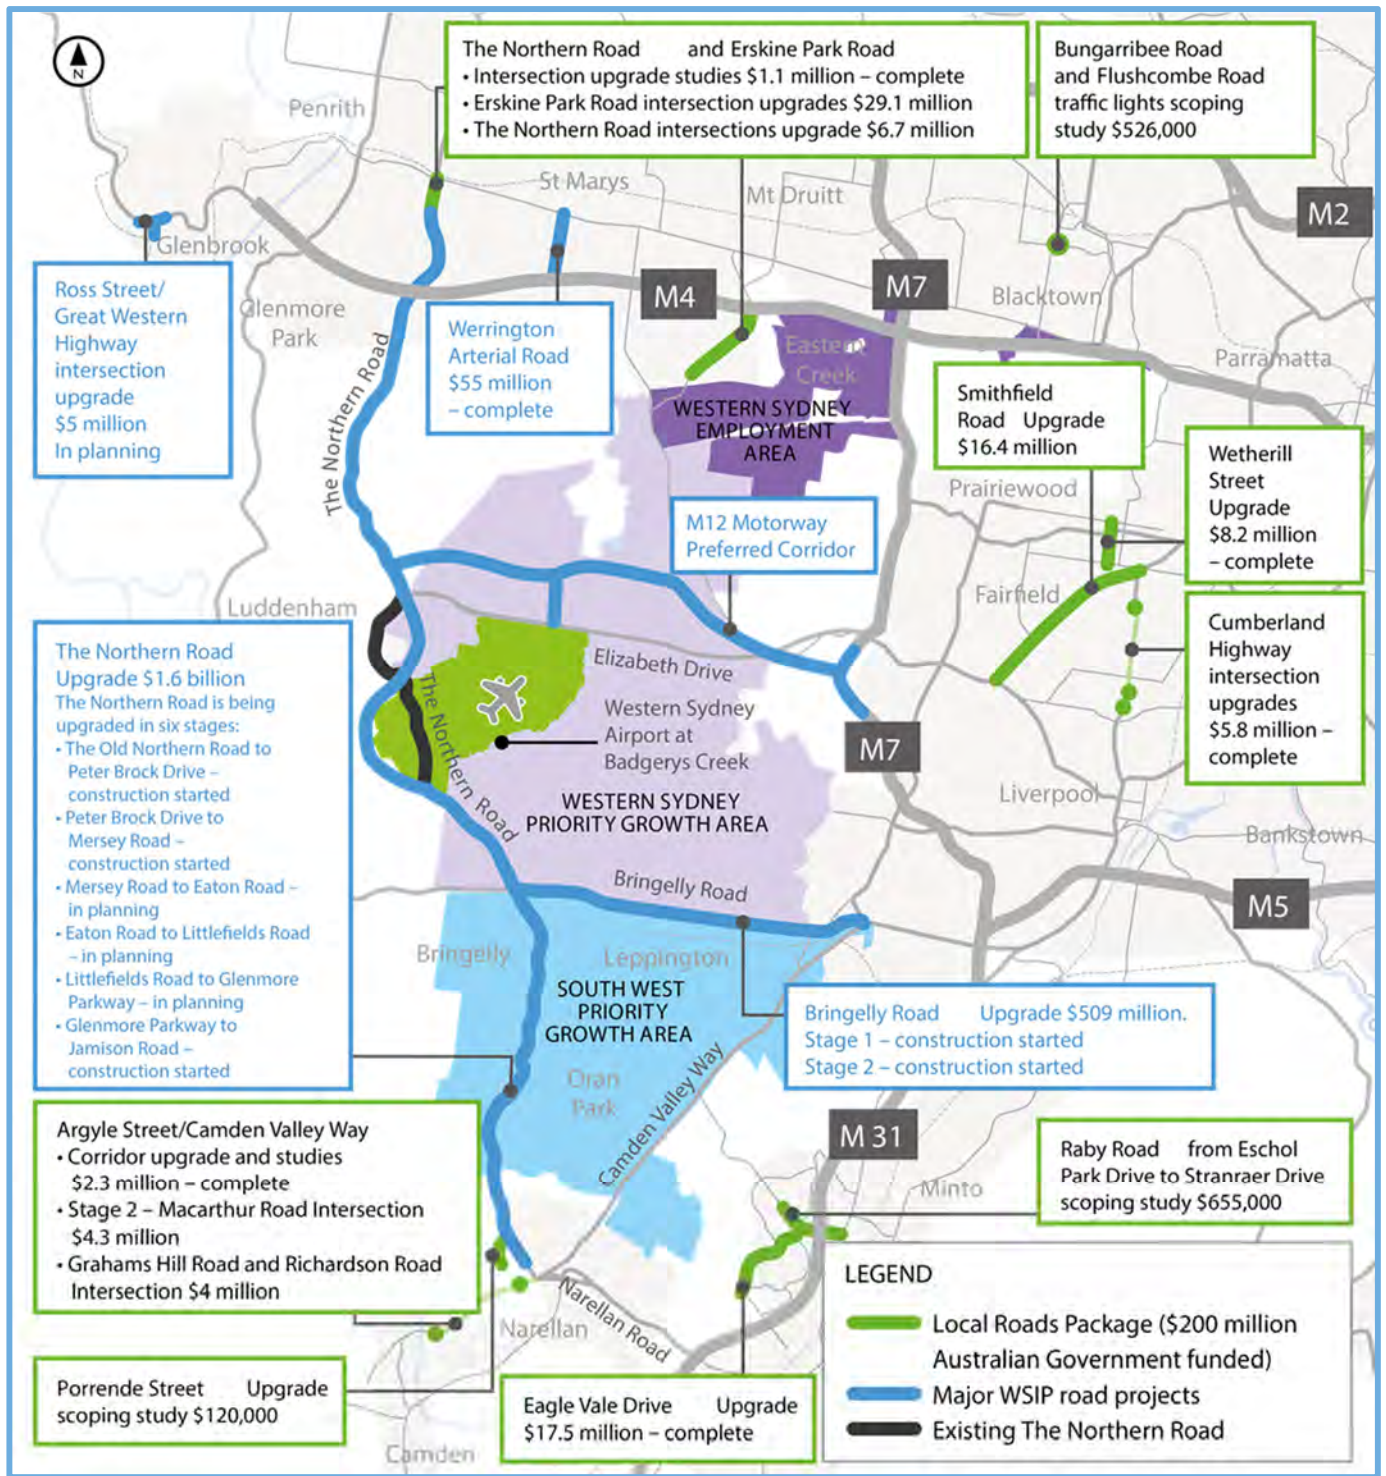 The Northern Road and Erskine Park Road
• Intersection upgrade studies $1.1 million – complete
• Erskine Park Road intersection upgrades $29.1 million
• The Northern Road intersections upgrade $6.7 million
Bungarribee Road
and Flushcombe Road
traffic lights scoping
study $526,000
N
Penrith
St Marys
Mt Druitt
M2
Glenbrook
M4
M7
Blacktown
Ross Street/
Great Western
Highway
intersection
upgrade
$5 million
In planning
Glenmore
Park
Werrington
Arterial Road
$55 million
– complete
Eastern
Creek
Parramatta
The Northern Road
WESTERN SYDNEY
EMPLOYMENT
AREA
Smithfield
Road Upgrade
$16.4 million
Wetherill
Street
Upgrade
$8.2 million
– complete
Prairiewood
M12 Motorway
Preferred Corridor
Luddenham
Fairfield
Cumberland
Highway
intersection
upgrades
$5.8 million –
complete
The Northern Road
Upgrade $1.6 billion
The Northern Road is being
upgraded in six stages:
• The Old Northern Road to
Peter Brock Drive –
construction started
• Peter Brock Drive to
Mersey Road –
construction started
• Mersey Road to Eaton Road –
in planning
• Eaton Road to Littlefields Road
– in planning
• Littlefields Road to Glenmore
Parkway – in planning
• Glenmore Parkway to
Jamison Road –
construction started
Elizabeth Drive
The Northern Road
Western Sydney
Airport at
Badgerys Creek
M7
WESTERN SYDNEY
PRIORITY GROWTH AREA
Liverpool
Bankstown
Bringelly Road
M5
Bringelly
Leppington
SOUTH WEST
PRIORITY
GROWTH AREA
Bringelly Road Upgrade $509 million.
Stage 1 – construction started
Stage 2 – construction started
Oran
Park
Camden Valley Way
M 31
Argyle Street/Camden Valley Way
• Corridor upgrade and studies
$2.3 million – complete
• Stage 2 – Macarthur Road Intersection
$4.3 million
• Grahams Hill Road and Richardson Road
Intersection $4 million
Raby Road from Eschol
Park Drive to Stranraer Drive
scoping study $655,000
Minto
Narellan Road
Narellan
Porrende Street Upgrade
scoping study $120,000
Eagle Vale Drive Upgrade
$17.5 million – complete
Camden
LEGEND
Local Roads Package ($200 million
Australian Government funded)
Major WSIP road projects
Existing The Northern Road